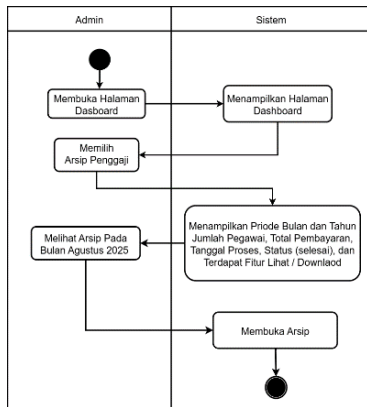 Admin
Sistem
Membuka Halaman
Dasboard
Menampilkan Halaman
Dashboard
Memilih
Arsip Penggaji
Menampilkan Priode Bulan dan Tahun
Jumlah Pegawai, Total Pembayaran,
Tanggal Proses, Status (selesai), dan
Terdapat Fitur Lihat / Downlaod
Melihat Arsip Pada
Bulan Agustus 2025
Membuka Arsip